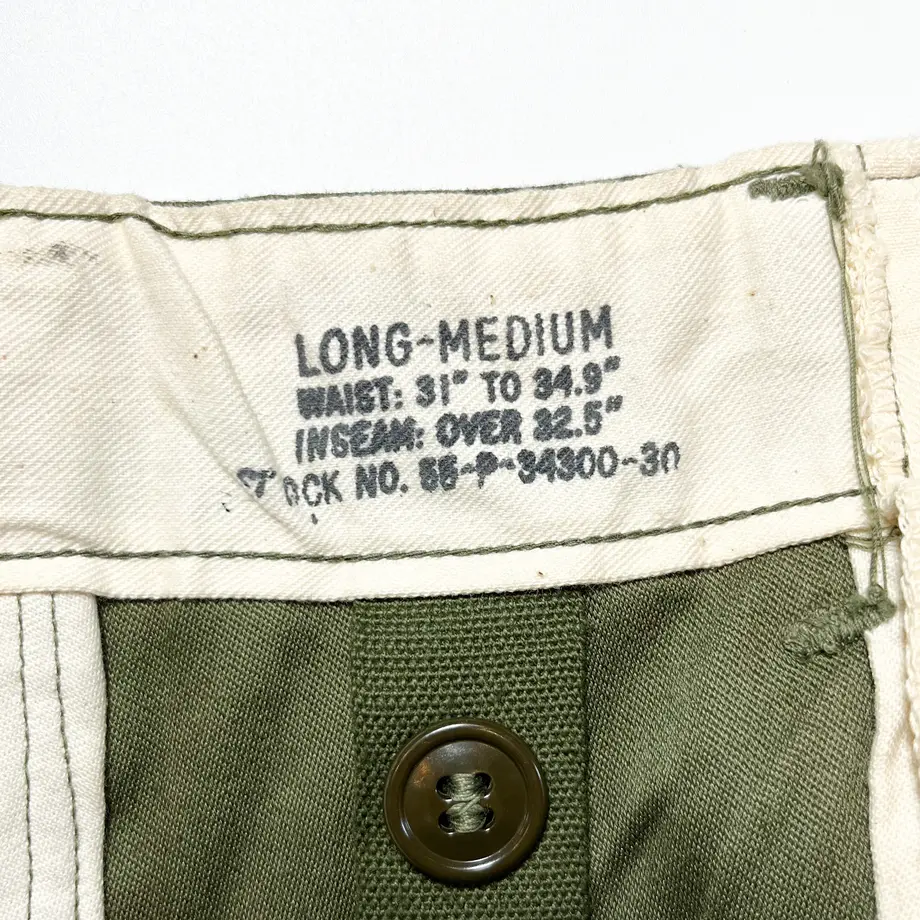 LONG-MEDIUM
WAIST: 31" TO 34.9"
INSEAM: OVER 32.5"
STOCK NO. 55-P-34300-30